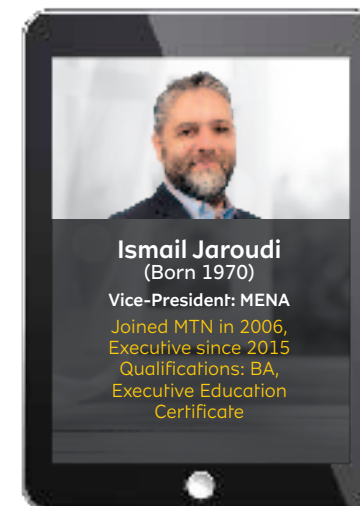 Ismail Jaroudi
(Born 1970)
Vice-President: MENA
Joined MTN in 2006,
Executive since 2015
Qualifications: BA,
Executive Education
Certificate